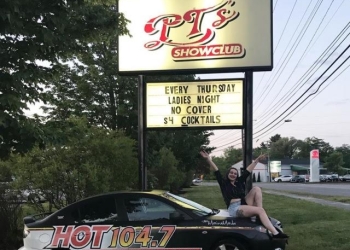 PT's
SHOWCLUB
EVERY THURSDAY
LADIES NIGHT
NO COVER
$4 COCKTAILS
HOT 104.7